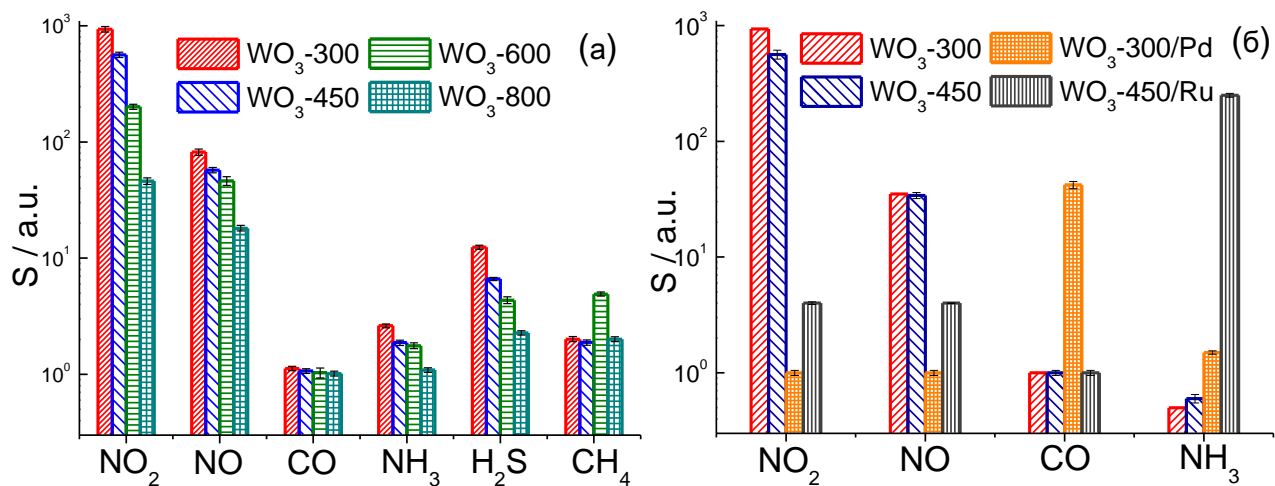 S / a.u.
10³
10²
10¹
10⁰
WO₃-300 WO₃-600 (а)
WO₃-450 WO₃-800
NO₂ NO CO NH₃ H₂S CH₄
S / a.u.
10³
10²
10¹
10⁰
WO₃-300 WO₃-300/Pd (б)
WO₃-450 WO₃-450/Ru
NO₂ NO CO NH₃